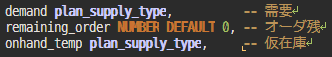 demand plan_supply_type, -- 需要
remaining_order NUMBER DEFAULT 0, -- オーダ残
onhand_temp plan_supply_type, -- 仮在庫